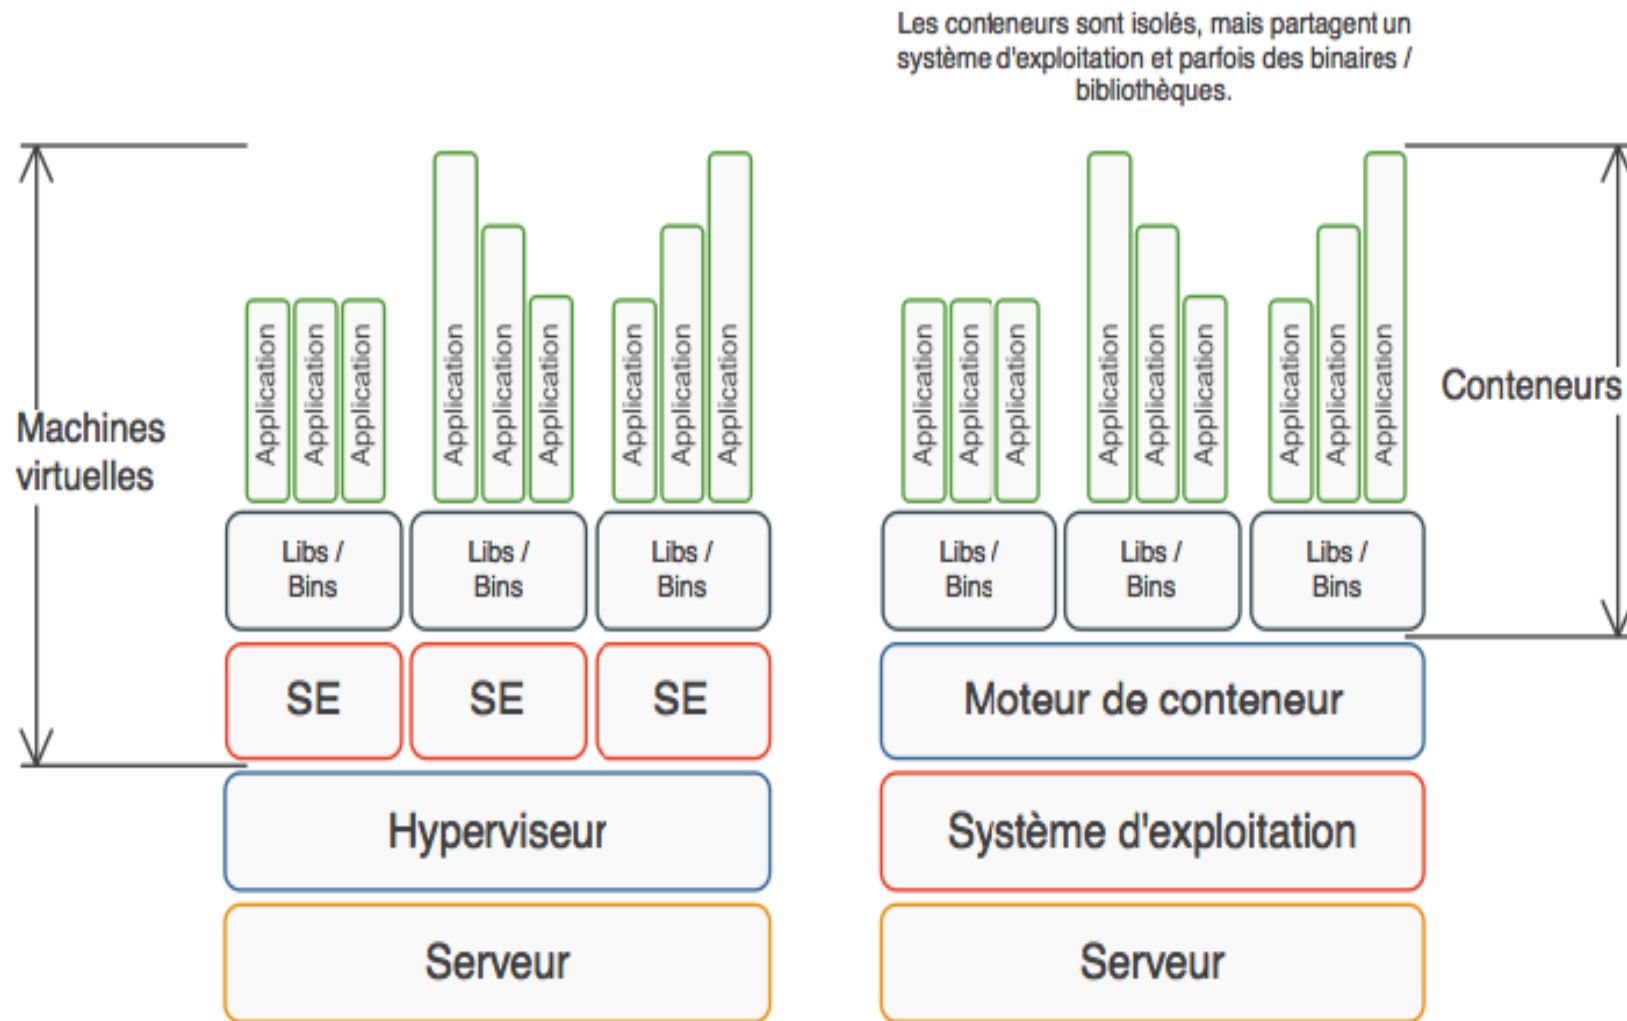 Les conteneurs sont isolés, mais partagent un
système d'exploitation et parfois des binaires /
bibliothèques.
Machines
virtuelles
Application
Application
Application
Application
Application
Application
Application
Application
Application
Libs /
Bins
Libs /
Bins
Libs /
Bins
SE
SE
SE
Hyperviseur
Serveur
Application
Application
Application
Application
Application
Application
Application
Application
Application
Conteneurs
Libs /
Bins
Libs /
Bins
Libs /
Bins
Moteur de conteneur
Système d'exploitation
Serveur